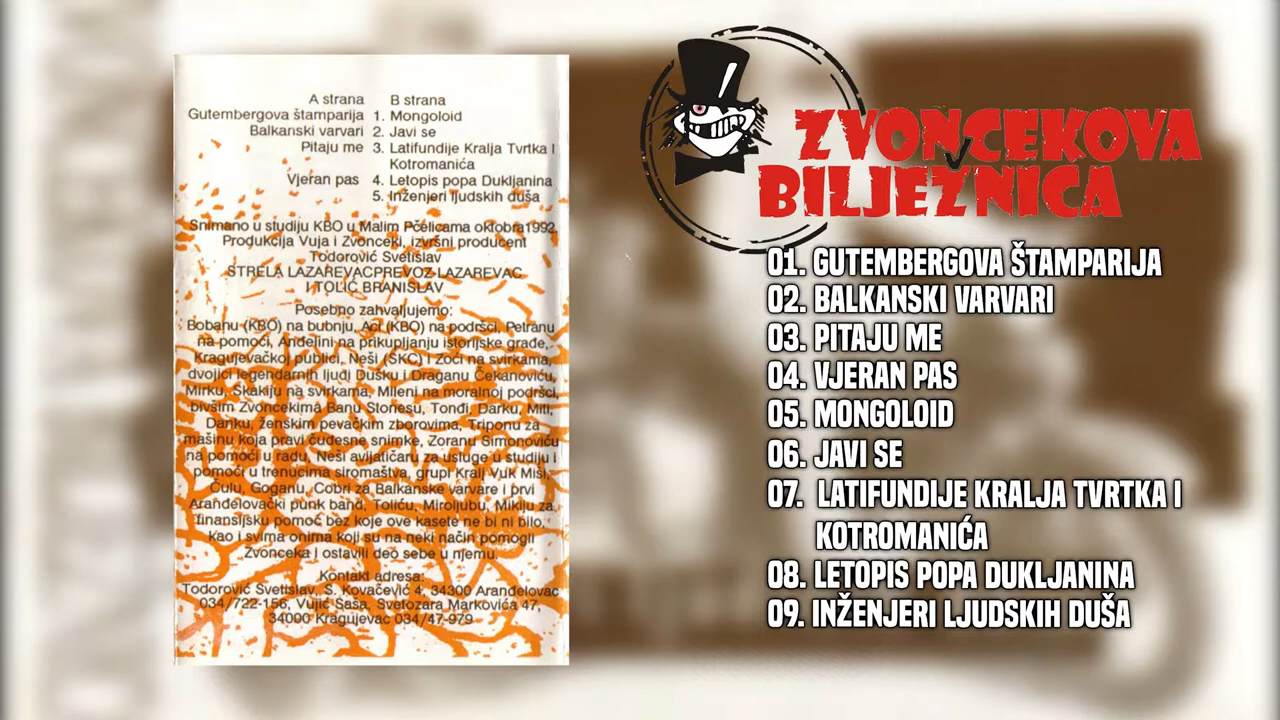 A strana B strana
Gutembergova štamparija 1. Mongoloid
Balkanski varvari 2. Javi se
Pitaju me 3. Latifundije Kralja Tvrtka I
Kotromanića
Vjeran pas 4. Letopis popa Dukljanina
5. Inženjeri ljudskih duša
Snimano u studiju KBO u Malim Pčelicama oktobra1992,
Produkcija Vuja i Zvonceki, izvršni producent
Todorović Svetislav
STRELA LAZAREVACPREVOZ-LAZAREVAC
I TOLIĆ BRANISLAV
Posebno zahvaljujemo:
Bobanu (KBO) na bubnju, Aci (KBO) na podršci, Petranu
na pomoći, Anđelini na prikupljanju istorijske građe,
Kragujevačkoj publici, Neši (SKC) i Zoci na svirkama,
dvojici legendarnih ljudi Dušku i Draganu Čekanoviću,
Mirku, Skakiju na svirkama, Mileni na moralnoj podršci,
bivšim Zvoncekima Banu Stonesu, Tonđi, Darku, Miti,
Danku, ženskim pevačkim zborovima, Triponu za
mašinu koja pravi čudesne snimke, Zoranu Simonoviću
na pomoći u radu, Neši avijatičaru za usluge u studiju i
pomoći u trenucima siromaštva, grupi Kralj Vuk Miši,
Čulu, Goganu, Cobri za Balkanske varvare i prvi
Aranđelovački punk band, Toliću, Miroljubu, Mikiju za
finansijsku pomoć bez koje ove kasete ne bi ni bilo,
Kao i svima onima koji su na neki način pomogli
Zvonceka i ostavili deo sebe u njemu.
Kontakt adresa:
Todorović Svetislav, S. Kovačević 4, 34300 Aranđelovac
034/722-156, Vujić Saša, Svetozara Markovića 47,
34000 Kragujevac 034/47-979
ZVONCEKOVA
BILJEŽNICA
01. GUTEMBERGOVA ŠTAMPARIJA
02. BALKANSKI VARVARI
03. PITAJU ME
04. VJERAN PAS
05. MONGOLOID
06. JAVI SE
07. LATIFUNDIJE KRALJA TVRTKA I
KOTROMANIĆA
08. LETOPIS POPA DUKLJANINA
09. INŽENJERI LJUDSKIH DUŠA